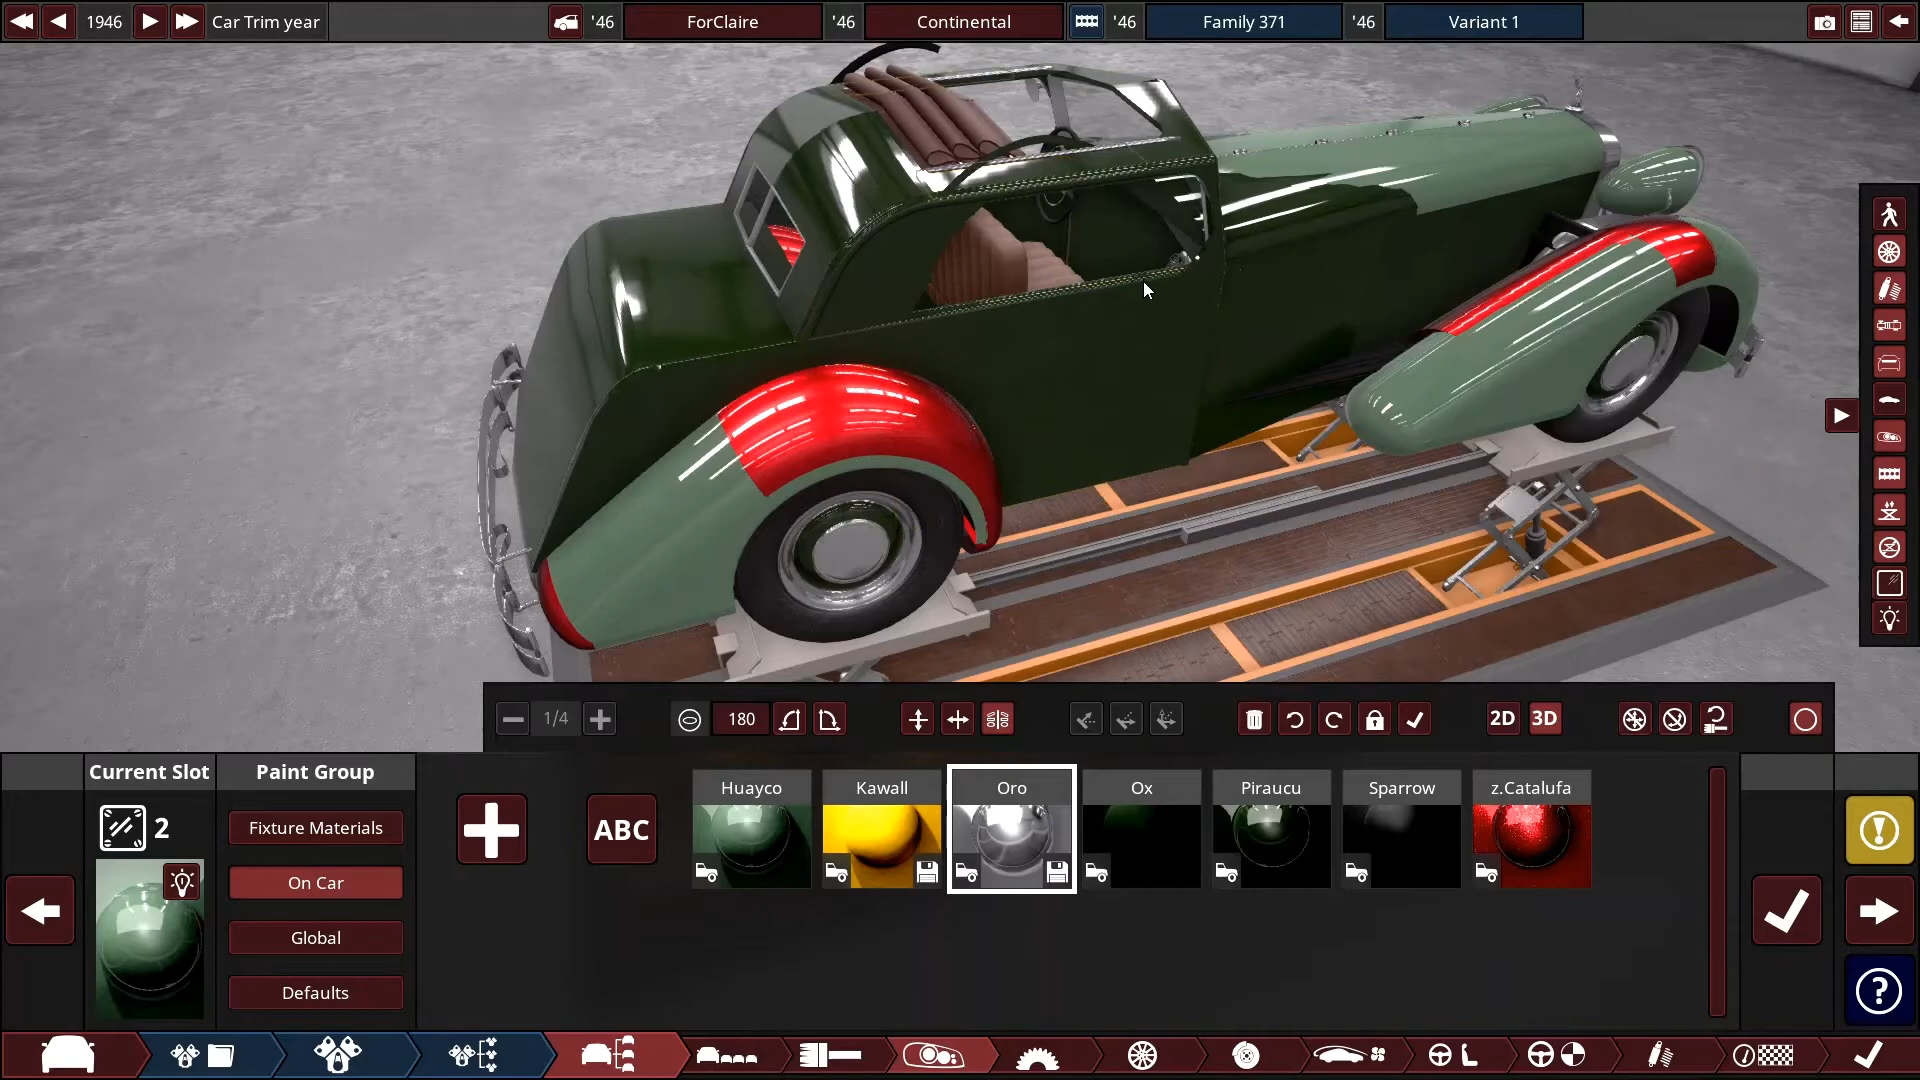 1946 Car Trim year '46 ForClaire '46 Continental '46 Family 371 '46 Variant 1
1/4 180 2D 3D
Current Slot Paint Group
2
Fixture Materials
On Car
Global
Defaults
ABC
Huayco Kawall Oro Ox Piraucu Sparrow z.Catalufa